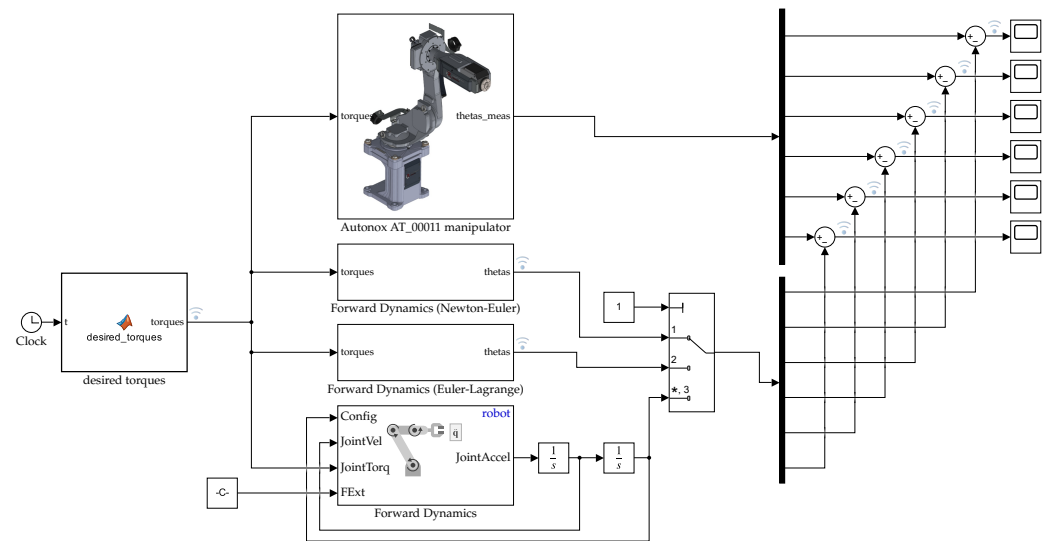 torques
thetas_meas
Autonox AT_00011 manipulator
torques
thetas
Forward Dynamics (Newton-Euler)
t
desired_torques
torques
Clock
desired torques
1
1
2
*, 3
torques
thetas
Forward Dynamics (Euler-Lagrange)
Config
robot
JointVel
q̈
JointTorq
JointAccel
FExt
1
s
1
s
-C-
Forward Dynamics
+
−
+
−
+
−
+
−
+
−
+
−